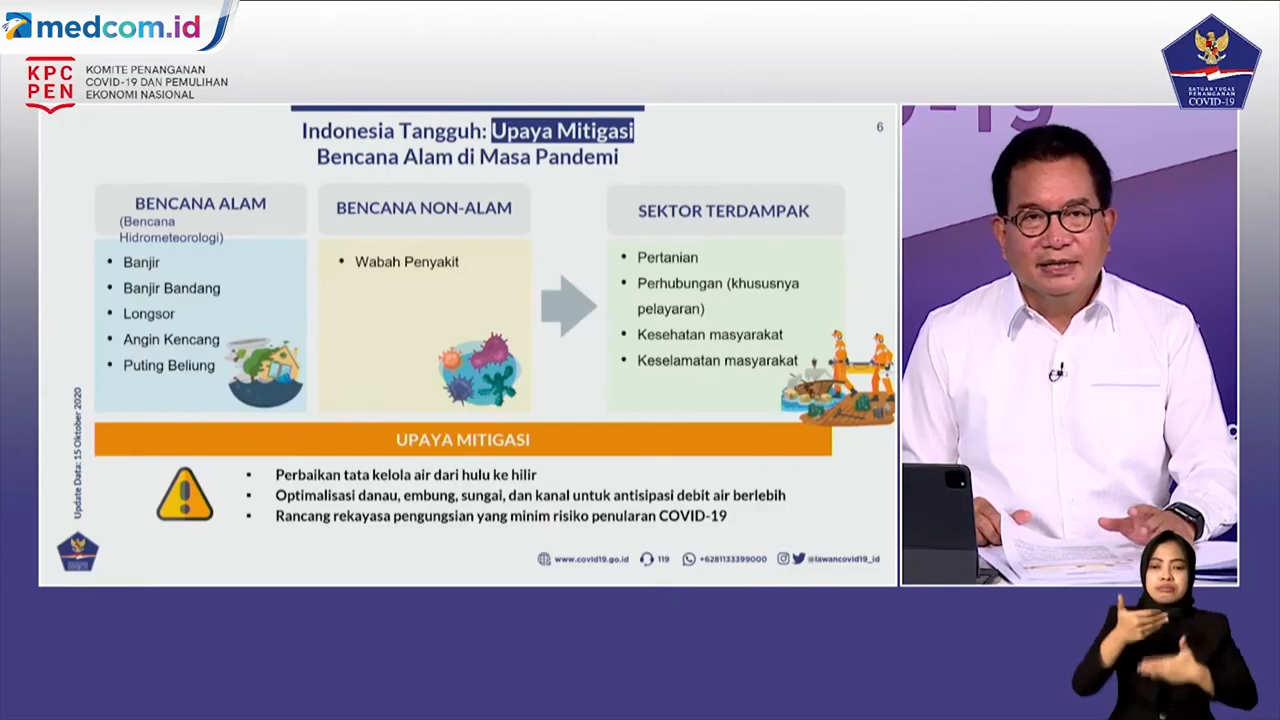 medcom.id
KPC
PEN
KOMITE PENANGANAN
COVID-19 DAN PEMULIHAN
EKONOMI NASIONAL
SATUAN TUGAS
PENANGANAN
COVID-19
-19
Indonesia Tangguh: Upaya Mitigasi
Bencana Alam di Masa Pandemi
6
BENCANA ALAM
(Bencana
Hidrometeorologi)
• Banjir
• Banjir Bandang
• Longsor
• Angin Kencang
• Puting Beliung
BENCANA NON-ALAM
• Wabah Penyakit
SEKTOR TERDAMPAK
• Pertanian
• Perhubungan (khususnya
pelayaran)
• Kesehatan masyarakat
• Keselamatan masyarakat
Update Data: 15 Oktober 2020
UPAYA MITIGASI
▪ Perbaikan tata kelola air dari hulu ke hilir
▪ Optimalisasi danau, embung, sungai, dan kanal untuk antisipasi debit air berlebih
▪ Rancang rekayasa pengungsian yang minim risiko penularan COVID-19
www.covid19.go.id 119 +6281133399000 @lawancovid19_id